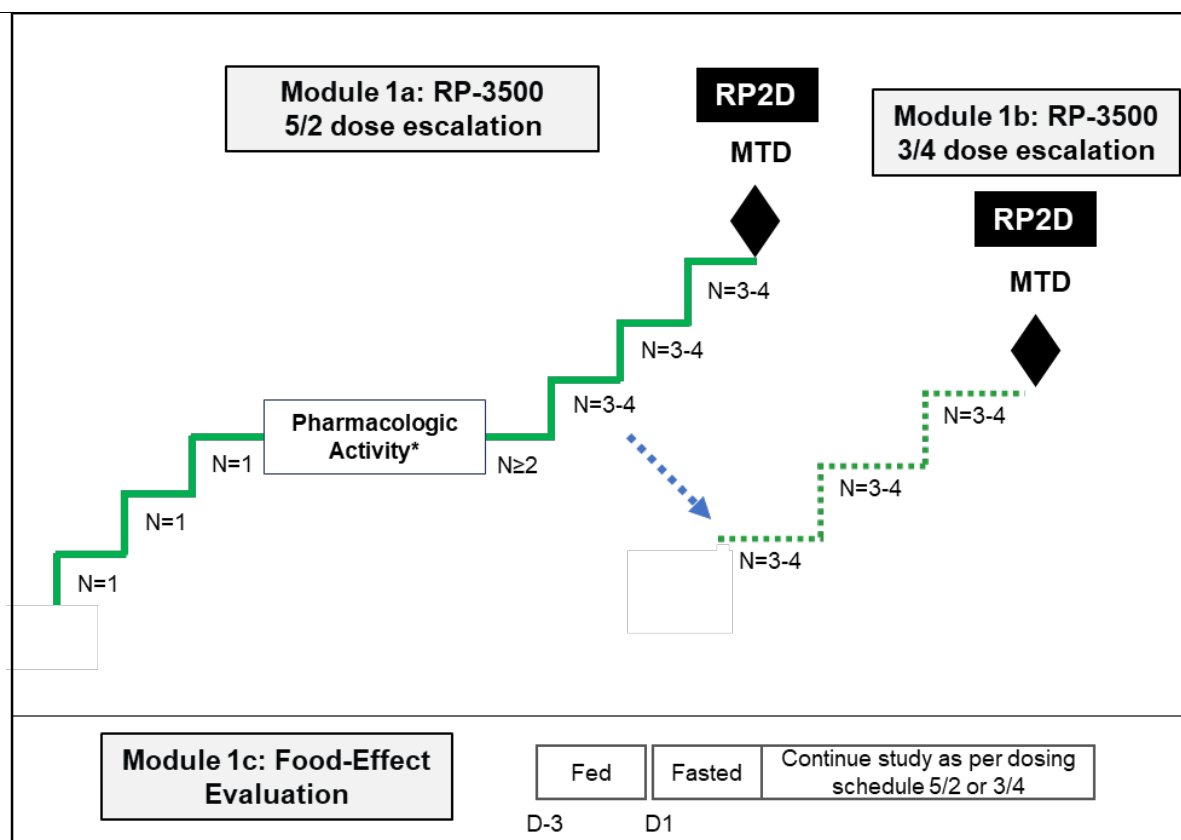 Module 1a: RP-3500
5/2 dose escalation
RP2D
MTD
Module 1b: RP-3500
3/4 dose escalation
RP2D
MTD
N=3-4
N=3-4
N=3-4
N≥2
Pharmacologic
Activity*
N=1
N=1
N=1
N=3-4
N=3-4
N=3-4
Module 1c: Food-Effect
Evaluation
Fed
Fasted
Continue study as per dosing
schedule 5/2 or 3/4
D-3
D1